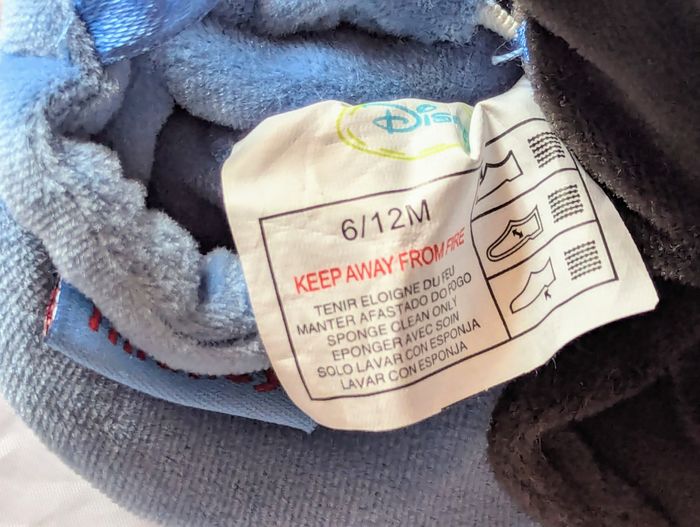 Disney
6/12M
KEEP AWAY FROM FIRE
TENIR ELOIGNE DU FEU
MANTER AFASTADO DO FOGO
SPONGE CLEAN ONLY
EPONGER AVEC SOIN
SOLO LAVAR CON ESPONJA
LAVAR COM ESPONJA